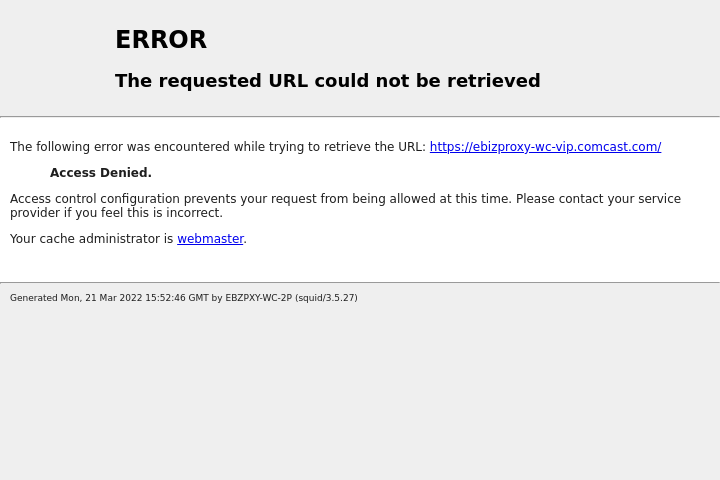 ERROR
The requested URL could not be retrieved
The following error was encountered while trying to retrieve the URL: https://ebizproxy-wc-vip.comcast.com/
Access Denied.
Access control configuration prevents your request from being allowed at this time. Please contact your service
provider if you feel this is incorrect.
Your cache administrator is webmaster.
Generated Mon, 21 Mar 2022 15:52:46 GMT by EBZPXY-WC-2P (squid/3.5.27)